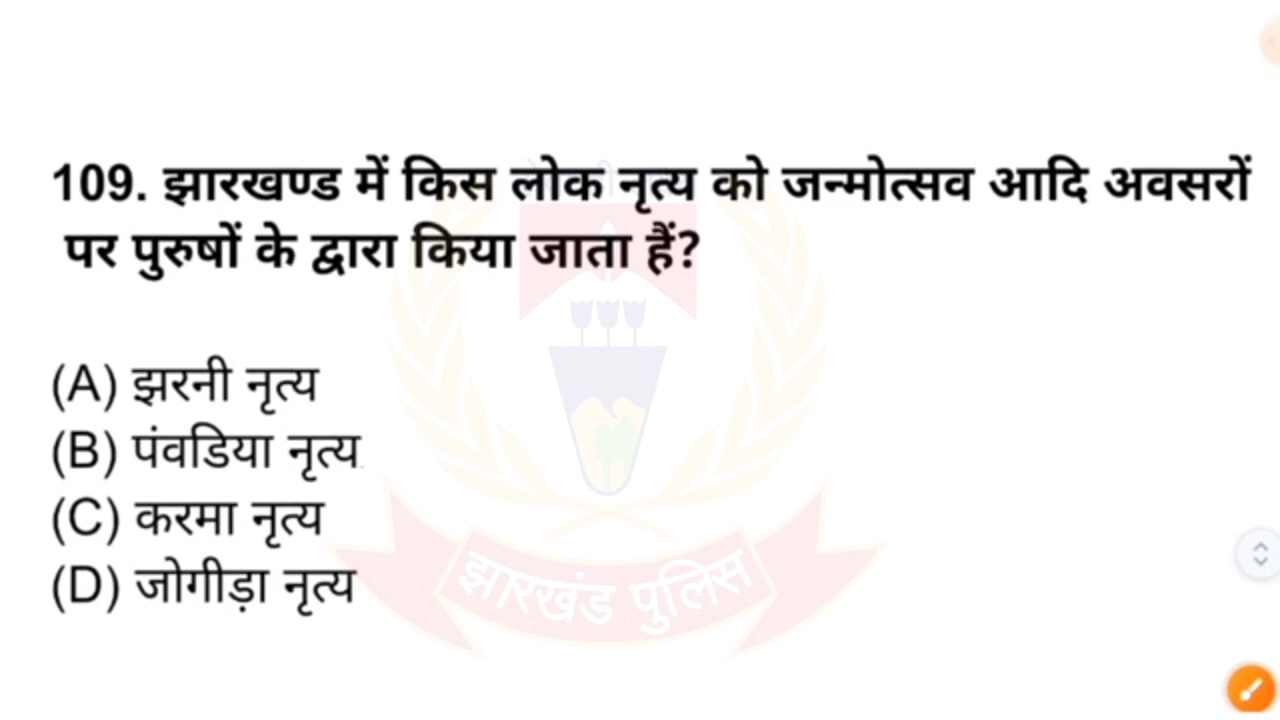 109. झारखण्ड में किस लोक नृत्य को जन्मोत्सव आदि अवसरों
पर पुरुषों के द्वारा किया जाता हैं?
(A) झरनी नृत्य
(B) पंवडिया नृत्य
(C) करमा नृत्य
(D) जोगीड़ा नृत्य
झारखंड पुलिस